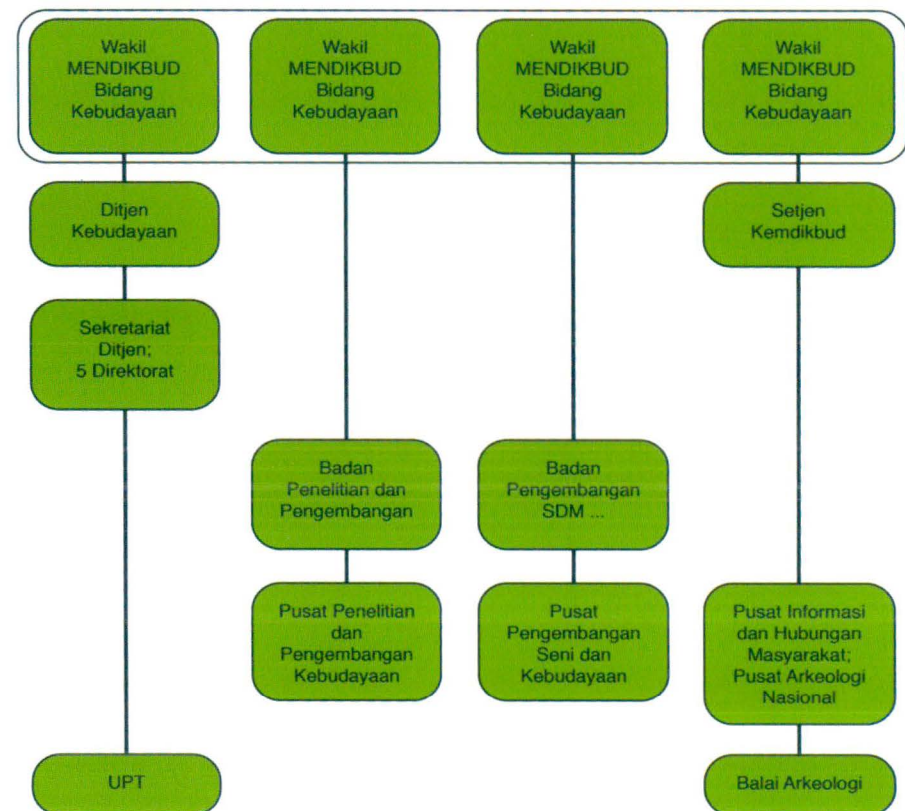 Wakil
MENDIKBUD
Bidang
Kebudayaan
Wakil
MENDIKBUD
Bidang
Kebudayaan
Wakil
MENDIKBUD
Bidang
Kebudayaan
Wakil
MENDIKBUD
Bidang
Kebudayaan
Ditjen
Kebudayaan
Setjen
Kemdikbud
Sekretariat
Ditjen;
5 Direktorat
Badan
Penelitian dan
Pengembangan
Badan
Pengembangan
SDM ...
Pusat Penelitian
dan
Pengembangan
Kebudayaan
Pusat
Pengembangan
Seni dan
Kebudayaan
Pusat Informasi
dan Hubungan
Masyarakat;
Pusat Arkeologi
Nasional
UPT
Balai Arkeologi